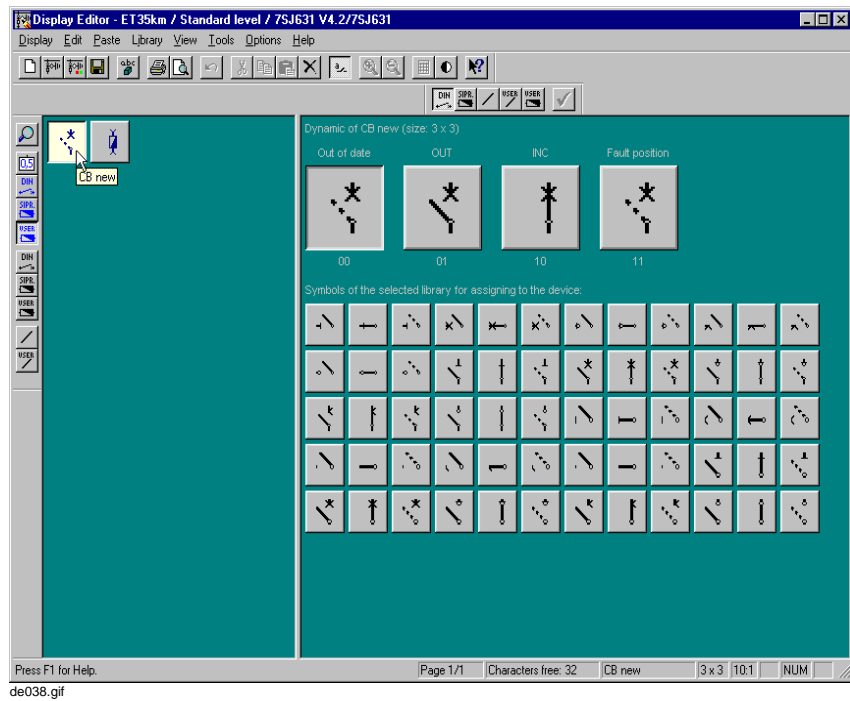 Display Editor - ET35km / Standard level / 7SJ631 V4.2/7SJ631
Display Edit Paste Library View Tools Options Help
abc
DIN SIPR. USER USER
0.5
DIN
SIPR.
USER
DIN
SIPR.
USER
USER
CB new
Dynamic of CB new (size: 3 x 3)
Out of date OUT INC Fault position
00 01 10 11
Symbols of the selected library for assigning to the device:
Press F1 for Help. Page 1/1 Characters free: 32 CB new 3 x 3 10:1 NUM
de038.gif